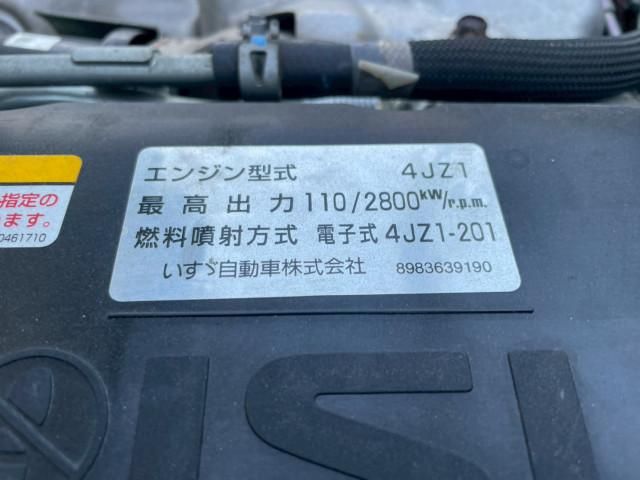 エンジン型式 4JZ1
最高出力 110/2800kW/r.p.m.
燃料噴射方式 電子式 4JZ1-201
いすゞ自動車株式会社 8983639190
指定の
ます。
0461710
ISU